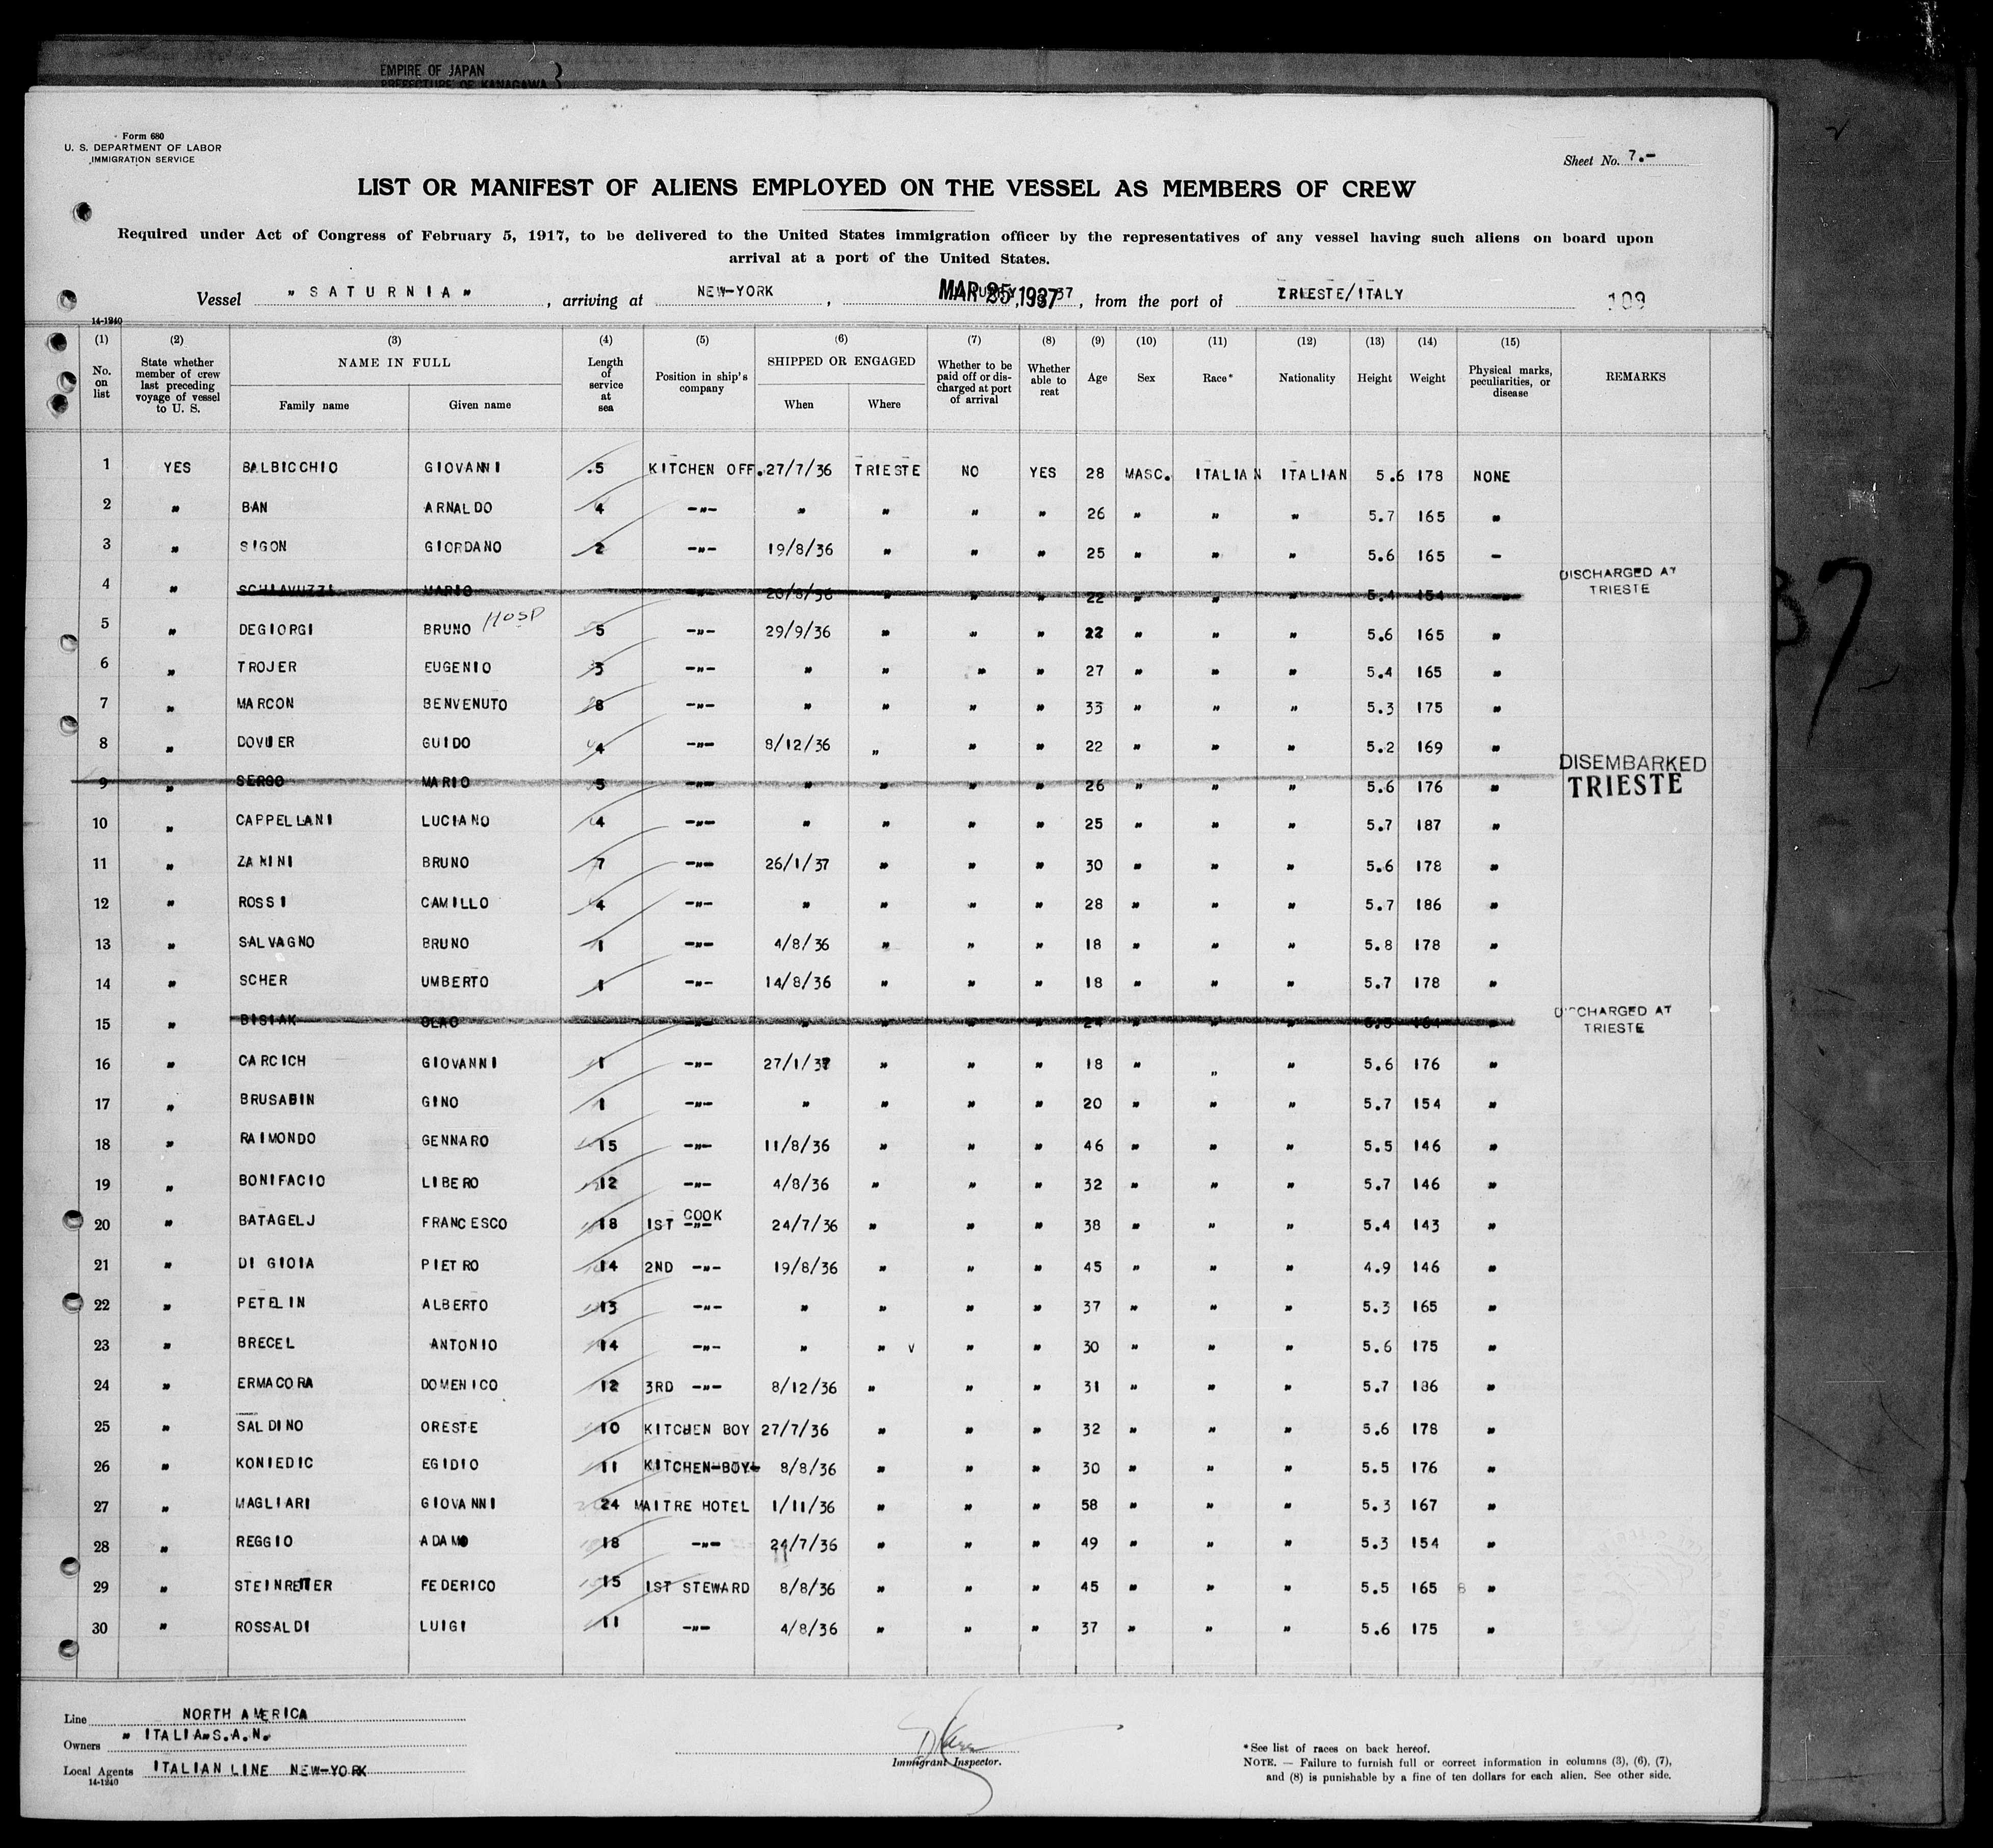 EMPIRE OF JAPAN
PREFECTURE OF KANAGAWA
Form 680
U. S. DEPARTMENT OF LABOR
IMMIGRATION SERVICE
Sheet No. 7.-
LIST OR MANIFEST OF ALIENS EMPLOYED ON THE VESSEL AS MEMBERS OF CREW
Required under Act of Congress of February 5, 1917, to be delivered to the United States immigration officer by the representatives of any vessel having such aliens on board upon
arrival at a port of the United States.
Vessel "SATURNIA", arriving at NEW-YORK, MAR 25 1937, from the port of TRIESTE/ITALY 109
14-1240
(1) No. on list
(2) State whether member of crew last preceding voyage of vessel to U. S.
(3) NAME IN FULL Family name Given name
(4) Length of service at sea
(5) Position in ship's company
(6) SHIPPED OR ENGAGED When Where
(7) Whether to be paid off or discharged at port of arrival
(8) Whether able to reat
(9) Age
(10) Sex
(11) Race*
(12) Nationality
(13) Height
(14) Weight
(15) Physical marks, peculiarities, or disease
REMARKS
1 YES BALBICCHIO GIOVANNI .5 KITCHEN OFF. 27/7/36 TRIESTE NO YES 28 MASC. ITALIAN ITALIAN 5.6 178 NONE
2 " BAN ARNALDO 4 -"- " " " " 26 " " " 5.7 165 "
3 " SIGON GIORDANO 2 -"- 19/8/36 " " " 25 " " " 5.6 165 -
4 " SCHIAVUZZI MARIO -"- 26/8/36 " " " 22 " " " 5.4 154 " DISCHARGED AT TRIESTE
5 " DEGIORGI BRUNO HOSP 5 -"- 29/9/36 " " " 22 " " " 5.6 165 "
6 " TROJER EUGENIO 3 -"- " " " " 27 " " " 5.4 165 "
7 " MARCON BENVENUTO 8 -"- " " " " 33 " " " 5.3 175 "
8 " DOVIER GUIDO 4 -"- 9/12/36 " " " 22 " " " 5.2 169 "
9 " SERGO MARIO 5 -"- " " " " 26 " " " 5.6 176 " DISEMBARKED TRIESTE
10 " CAPPELLANI LUCIANO 4 -"- " " " " 25 " " " 5.7 187 "
11 " ZANINI BRUNO 7 -"- 26/1/37 " " " 30 " " " 5.6 178 "
12 " ROSSI CAMILLO 4 -"- " " " " 28 " " " 5.7 186 "
13 " SALVAGNO BRUNO 1 -"- 4/8/36 " " " 18 " " " 5.8 178 "
14 " SCHER UMBERTO 1 -"- 14/8/36 " " " 18 " " " 5.7 178 "
15 " BISIAK -"- " " " " 24 " " " " DISCHARGED AT TRIESTE
16 " CARCICH GIOVANNI 1 -"- 27/1/37 " " " 18 " " " 5.6 176 "
17 " BRUSABIN GINO 1 -"- " " " " 20 " " " 5.7 154 "
18 " RAIMONDO GENNARO 15 -"- 11/8/36 " " " 46 " " " 5.5 146 "
19 " BONIFACIO LIBERO 12 -"- 4/8/36 " " " 32 " " " 5.7 146 "
20 " BATAGELJ FRANCESCO 18 1ST COOK -"- 24/7/36 " " " 38 " " " 5.4 143 "
21 " DI GIOIA PIETRO 14 2ND -"- 19/8/36 " " " 45 " " " 4.9 146 "
22 " PETELIN ALBERTO 13 -"- " " " " 37 " " " 5.3 165 "
23 " BRECEL ANTONIO 14 -"- " " v " " 30 " " " 5.6 175 "
24 " ERMACORA DOMENICO 12 3RD -"- 8/12/36 " " " 31 " " " 5.7 186 "
25 " SALDINO ORESTE 10 KITCHEN BOY 27/7/36 " " " 32 " " " 5.6 178 "
26 " KONIEDIC EGIDIO 11 KITCHEN-BOY- 8/8/36 " " " 30 " " " 5.5 176 "
27 " MAGLIARI GIOVANNI 24 MAITRE HOTEL 1/11/36 " " " 58 " " " 5.3 167 "
28 " REGGIO ADAMO 18 -"- 24/7/36 " " " 49 " " " 5.3 154 "
29 " STEINREITER FEDERICO 15 1ST STEWARD 8/8/36 " " " 45 " " " 5.5 165 "
30 " ROSSALDI LUIGI 11 -"- 4/8/36 " " " 37 " " " 5.6 175 "
Line NORTH AMERICA
Owners "ITALIA"S.A.N.
Local Agents ITALIAN LINE NEW-YORK
14-1240
Immigrant Inspector.
*See list of races on back hereof.
NOTE. — Failure to furnish full or correct information in columns (3), (6), (7),
and (8) is punishable by a fine of ten dollars for each alien. See other side.
37